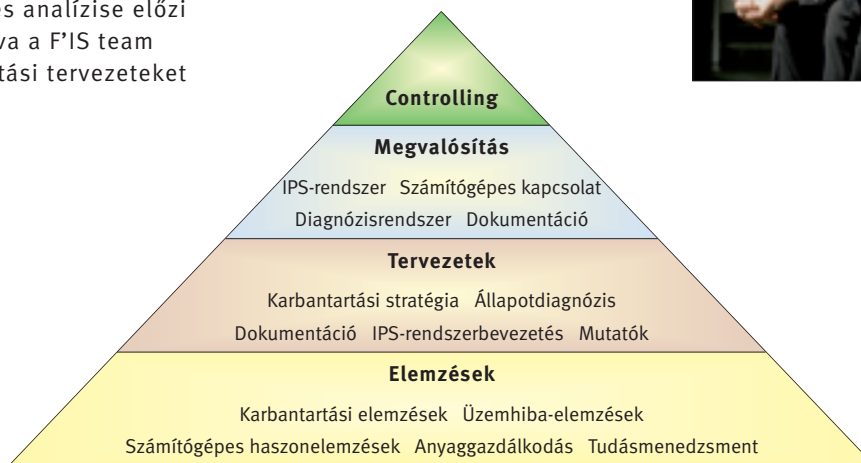 es analízise előzi
va a F’IS team
tási tervezeteket
Controlling
Megvalósítás
IPS-rendszer Számítógépes kapcsolat
Diagnózisrendszer Dokumentáció
Tervezetek
Karbantartási stratégia Állapotdiagnózis
Dokumentáció IPS-rendszerbevezetés Mutatók
Elemzések
Karbantartási elemzések Üzemhiba-elemzések
Számítógépes haszonelemzések Anyaggazdálkodás Tudásmenedzsment